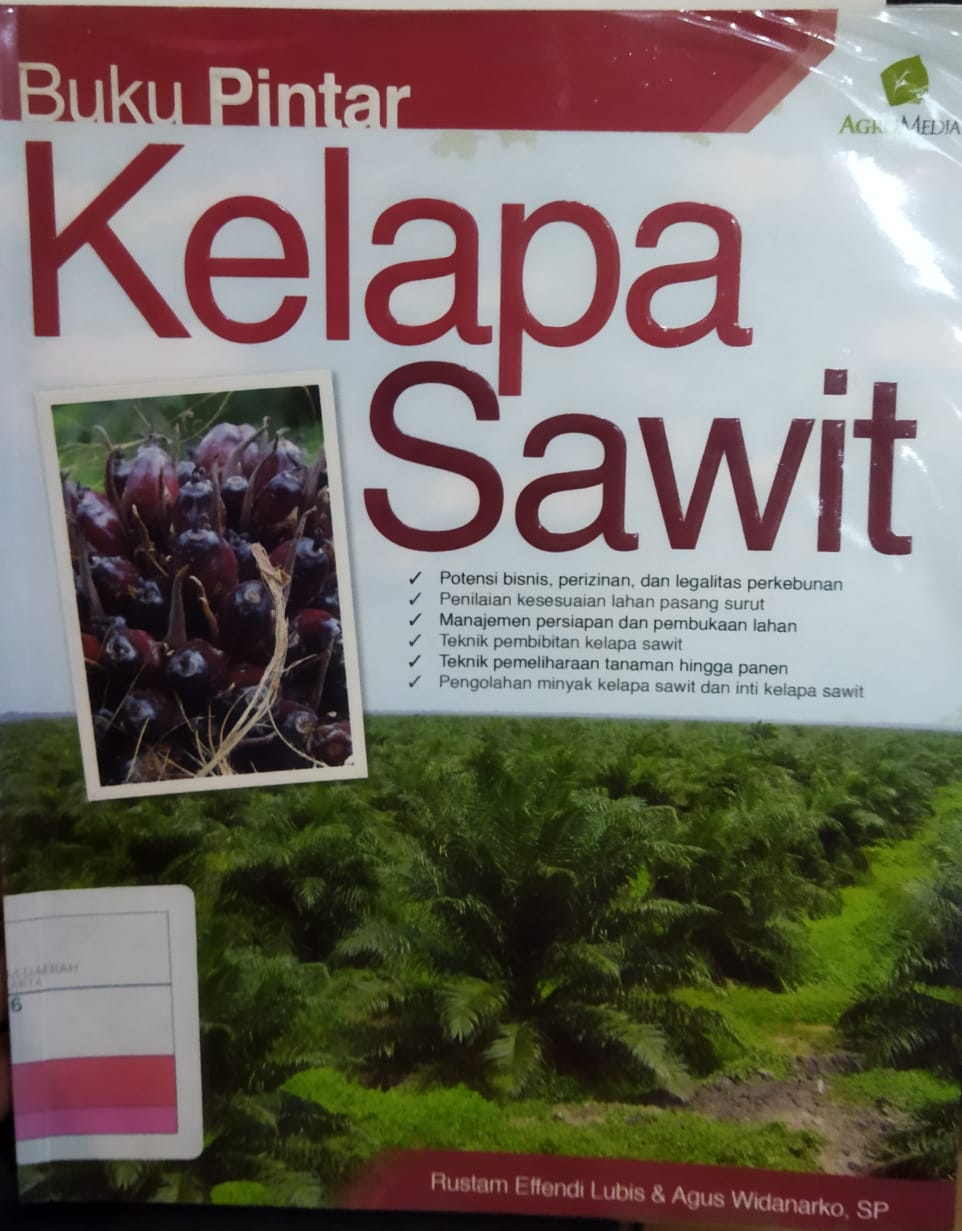 Buku Pintar
AGROMEDIA
Kelapa
Sawit
✓ Potensi bisnis, perizinan, dan legalitas perkebunan
✓ Penilaian kesesuaian lahan pasang surut
✓ Manajemen persiapan dan pembukaan lahan
✓ Teknik pembibitan kelapa sawit
✓ Teknik pemeliharaan tanaman hingga panen
✓ Pengolahan minyak kelapa sawit dan inti kelapa sawit
M DAERAH
6
Rustam Effendi Lubis & Agus Widanarko, SP